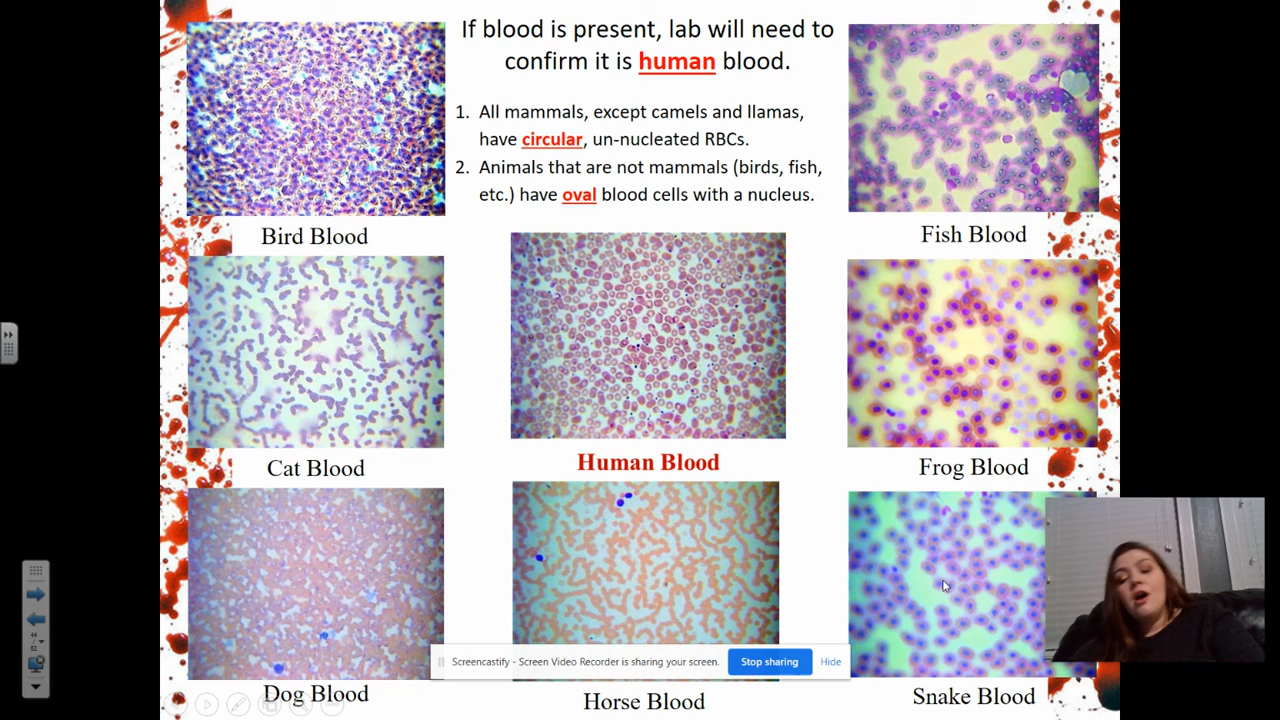 If blood is present, lab will need to
confirm it is human blood.
1. All mammals, except camels and llamas,
have circular, un-nucleated RBCs.
2. Animals that are not mammals (birds, fish,
etc.) have oval blood cells with a nucleus.
Bird Blood
Fish Blood
Cat Blood
Human Blood
Frog Blood
44
/
82
Screencastify - Screen Video Recorder is sharing your screen.
Stop sharing
Hide
Dog Blood
Horse Blood
Snake Blood